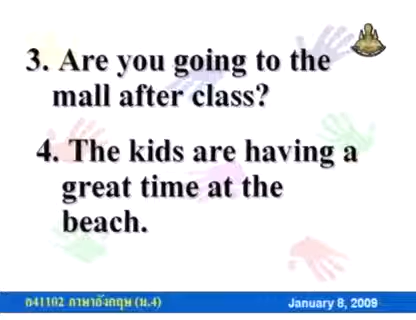 3. Are you going to the
mall after class?
4. The kids are having a
great time at the
beach.
อ41102 ภาษาอังกฤษ (ม.4)
January 8, 2009